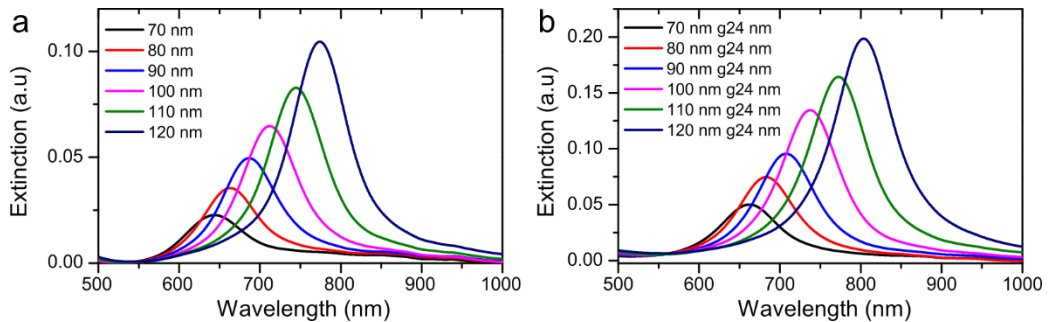 a
70 nm
80 nm
90 nm
100 nm
110 nm
120 nm
0.10
0.05
0.00
Extinction (a.u)
500 600 700 800 900 1000
Wavelength (nm)
b
70 nm g24 nm
80 nm g24 nm
90 nm g24 nm
100 nm g24 nm
110 nm g24 nm
120 nm g24 nm
0.20
0.15
0.10
0.05
0.00
Extinction (a.u)
500 600 700 800 900 1000
Wavelength (nm)